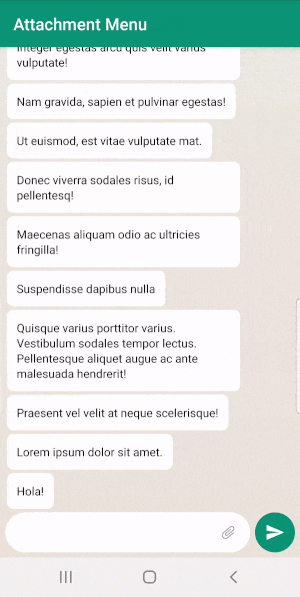 Attachment Menu
Integer egestas arcu quis velit varius
vulputate!
Nam gravida, sapien et pulvinar egestas!
Ut euismod, est vitae vulputate mat.
Donec viverra sodales risus, id
pellentesq!
Maecenas aliquam odio ac ultricies
fringilla!
Suspendisse dapibus nulla
Quisque varius porttitor varius.
Vestibulum sodales tempor lectus.
Pellentesque aliquet augue ac ante
malesuada hendrerit!
Praesent vel velit at neque scelerisque!
Lorem ipsum dolor sit amet.
Hola!